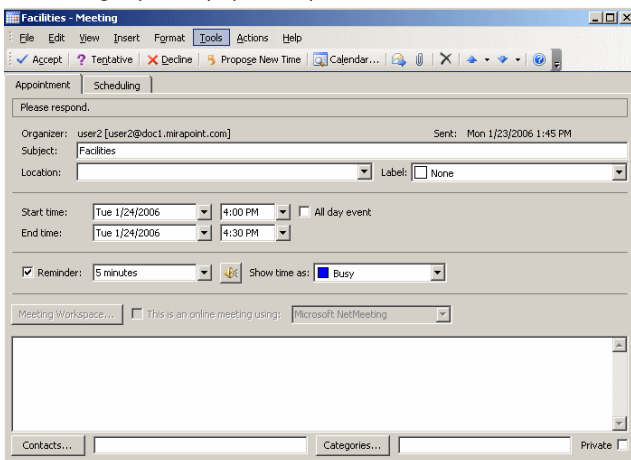 Facilities - Meeting
File Edit View Insert Format Tools Actions Help
Accept ? Tentative Decline Propose New Time Calendar...
Appointment Scheduling
Please respond.
Organizer: user2 [user2@doc1.mirapoint.com] Sent: Mon 1/23/2006 1:45 PM
Subject: Facilities
Location: Label: None
Start time: Tue 1/24/2006 4:00 PM All day event
End time: Tue 1/24/2006 4:30 PM
Reminder: 5 minutes Show time as: Busy
Meeting Workspace... This is an online meeting using: Microsoft NetMeeting
Contacts... Categories... Private